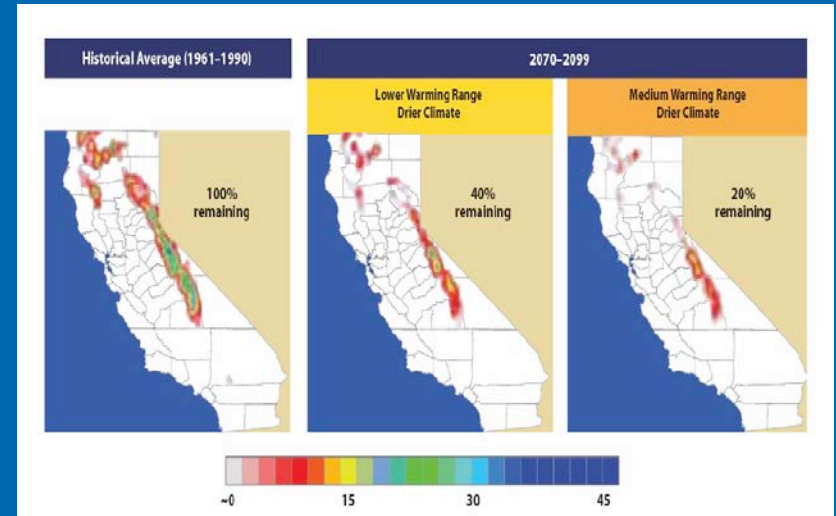 Historical Average (1961–1990)
2070–2099
Lower Warming Range
Drier Climate
Medium Warming Range
Drier Climate
100%
remaining
40%
remaining
20%
remaining
~0
15
30
45